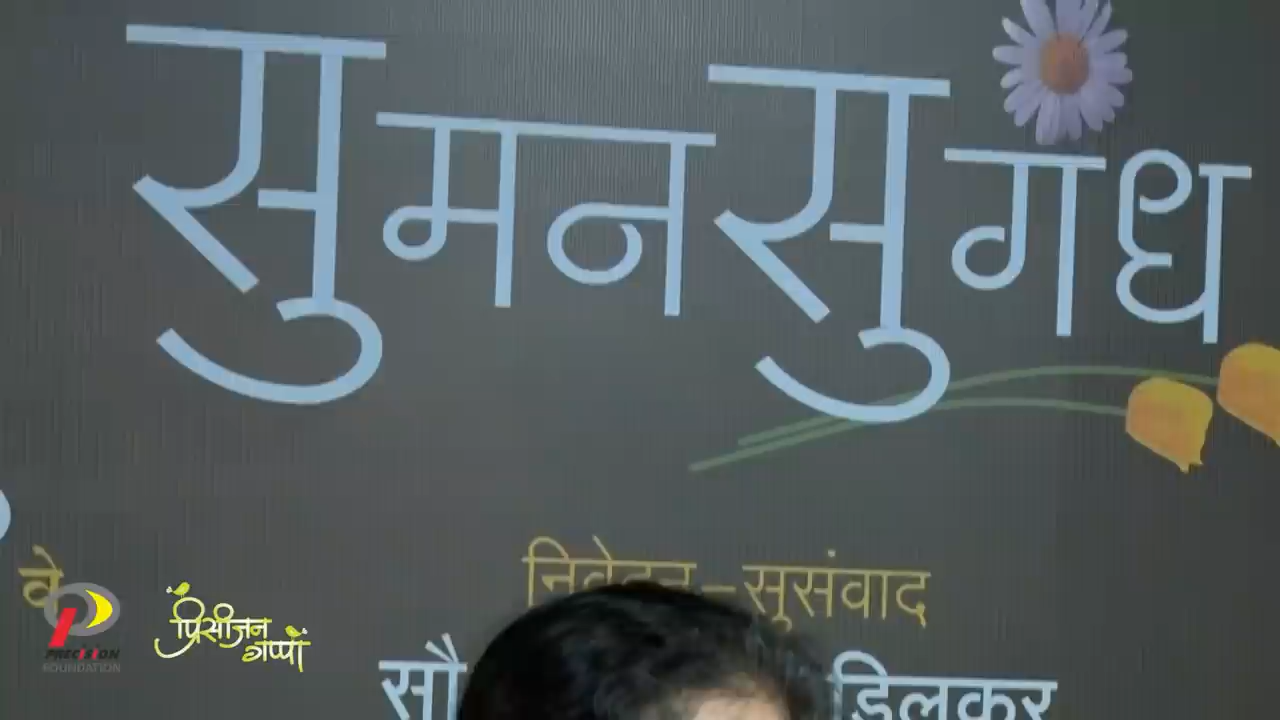 सुमनसुगंध
निवेदन – सुसंवाद
प्रिसीजन
गप्पा
PRECISION
FOUNDATION